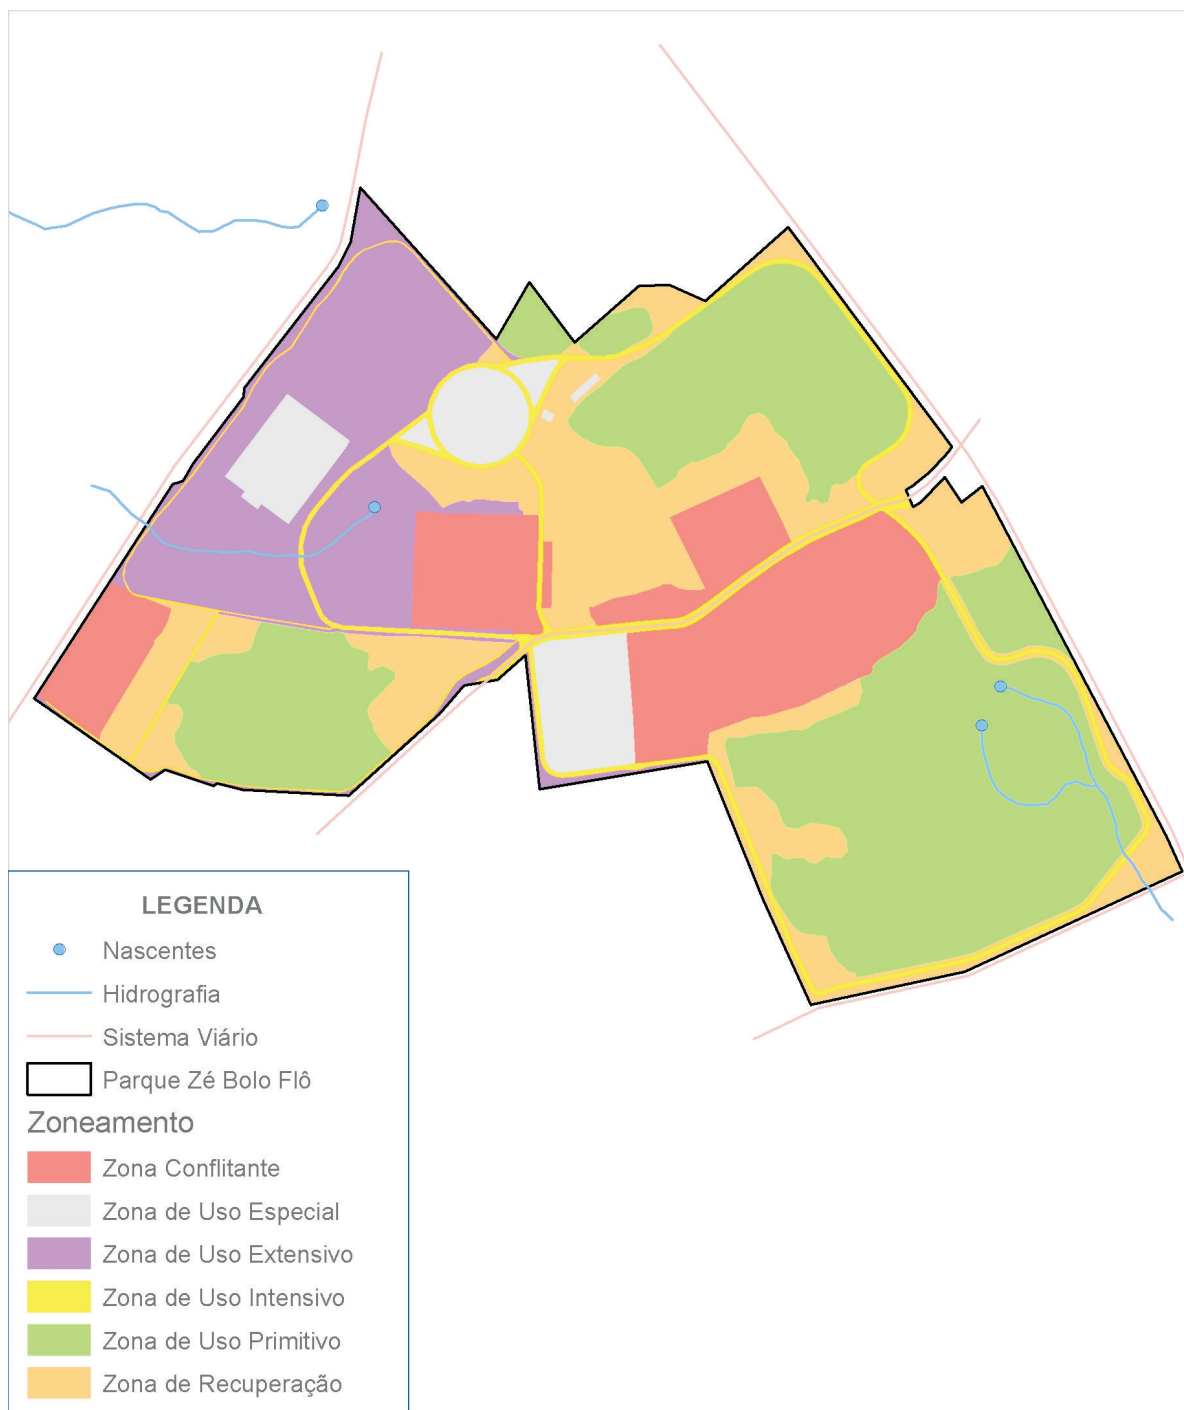 LEGENDA
Nascentes
Hidrografia
Sistema Viário
Parque Zé Bolo Flô
Zoneamento
Zona Conflitante
Zona de Uso Especial
Zona de Uso Extensivo
Zona de Uso Intensivo
Zona de Uso Primitivo
Zona de Recuperação